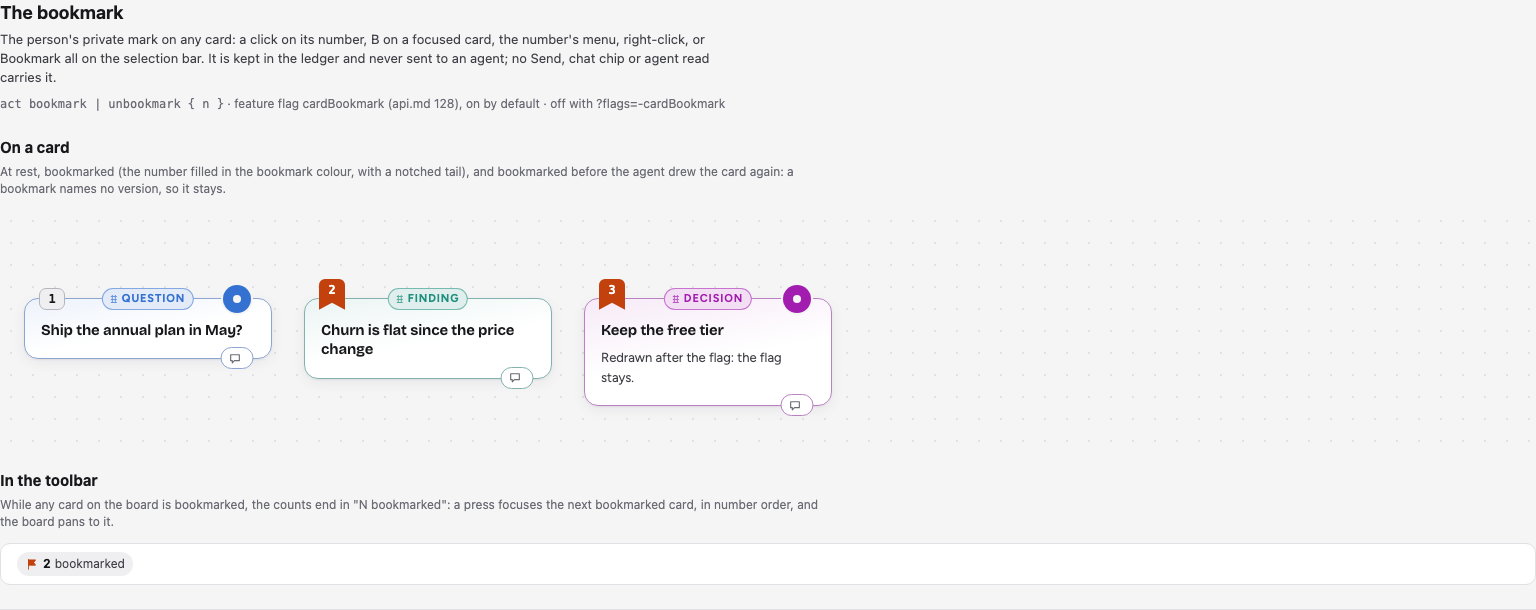 The bookmark
The person's private mark on any card: a click on its number, B on a focused card, the number's menu, right-click, or
Bookmark all on the selection bar. It is kept in the ledger and never sent to an agent; no Send, chat chip or agent read
carries it.
act bookmark | unbookmark { n } · feature flag cardBookmark (api.md 128), on by default · off with ?flags=-cardBookmark
On a card
At rest, bookmarked (the number filled in the bookmark colour, with a notched tail), and bookmarked before the agent drew the card again: a
bookmark names no version, so it stays.
1 QUESTION
Ship the annual plan in May?
2 FINDING
Churn is flat since the price
change
3 DECISION
Keep the free tier
Redrawn after the flag: the flag
stays.
In the toolbar
While any card on the board is bookmarked, the counts end in "N bookmarked": a press focuses the next bookmarked card, in number order, and
the board pans to it.
2 bookmarked